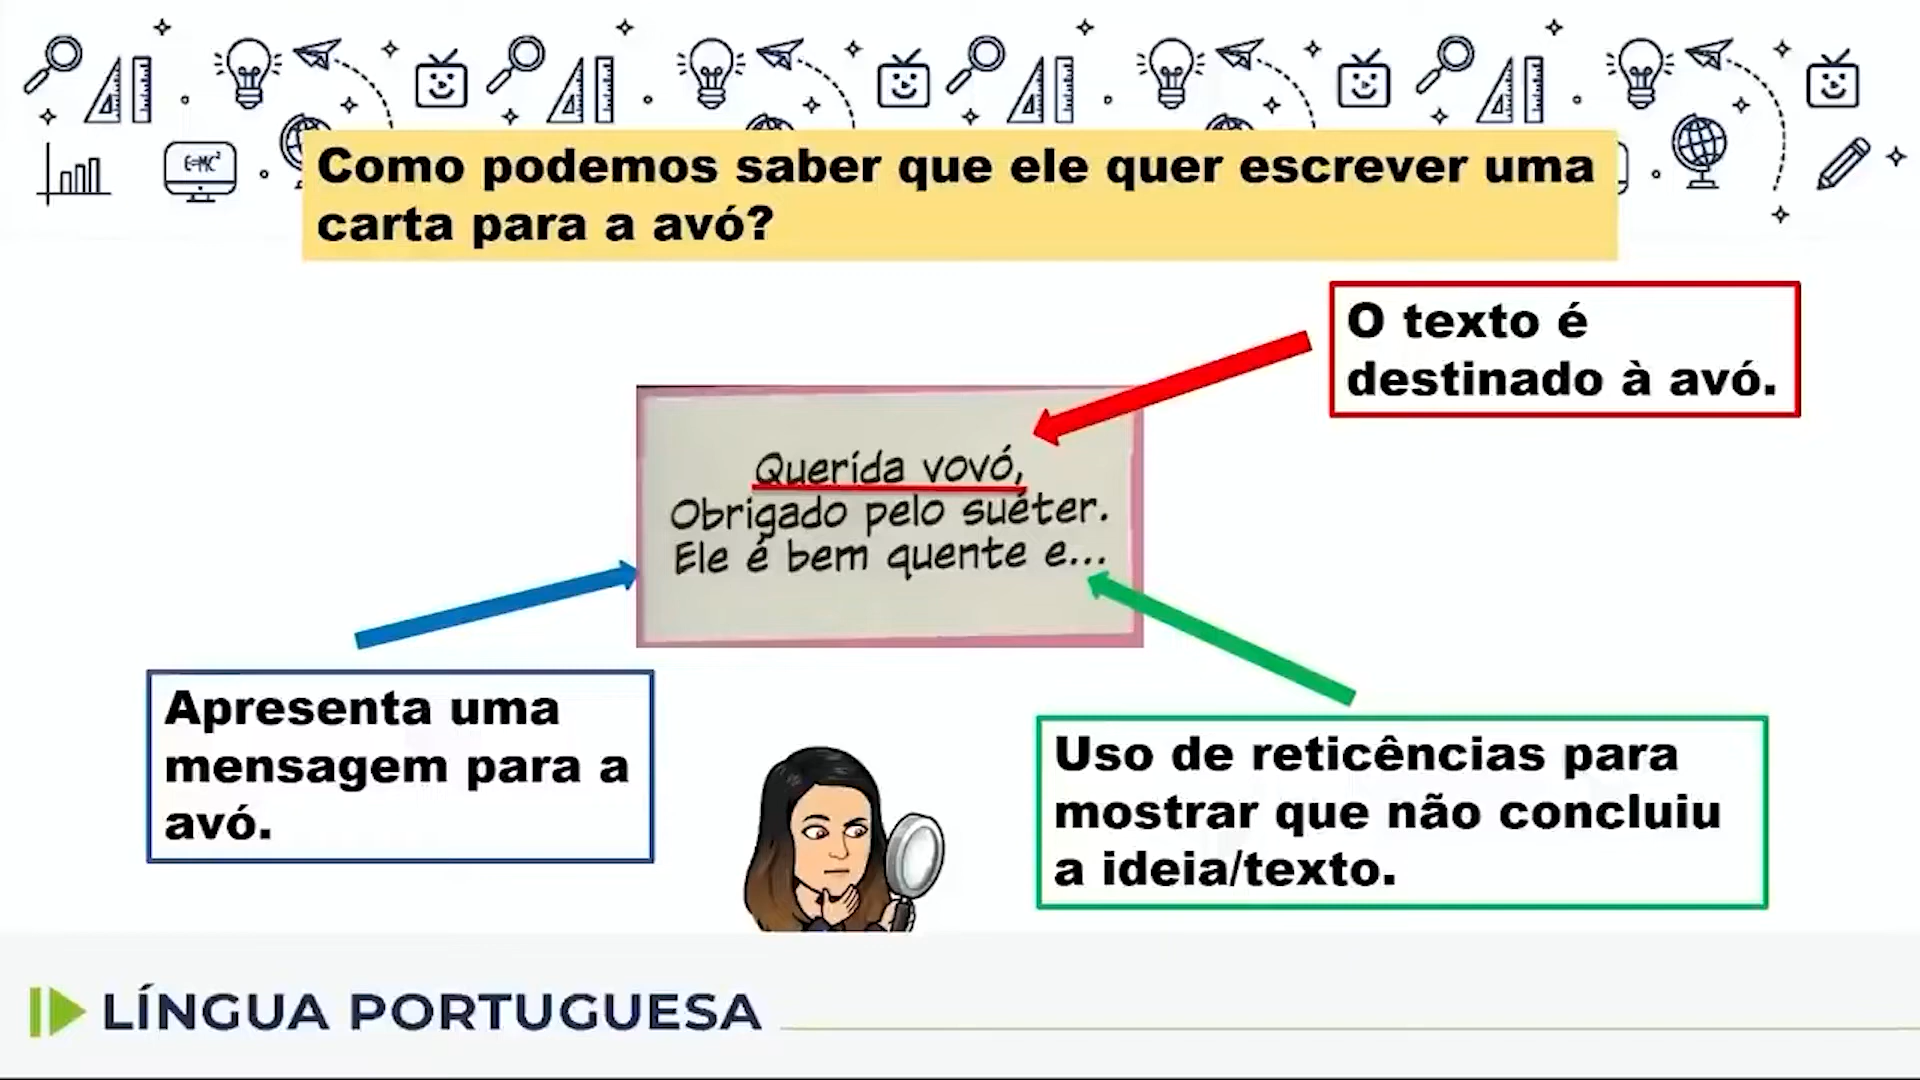 E=MC²
Como podemos saber que ele quer escrever uma
carta para a avó?
O texto é
destinado à avó.
Querida vovó,
Obrigado pelo suéter.
Ele é bem quente e...
Apresenta uma
mensagem para a
avó.
Uso de reticências para
mostrar que não concluiu
a ideia/texto.
LÍNGUA PORTUGUESA